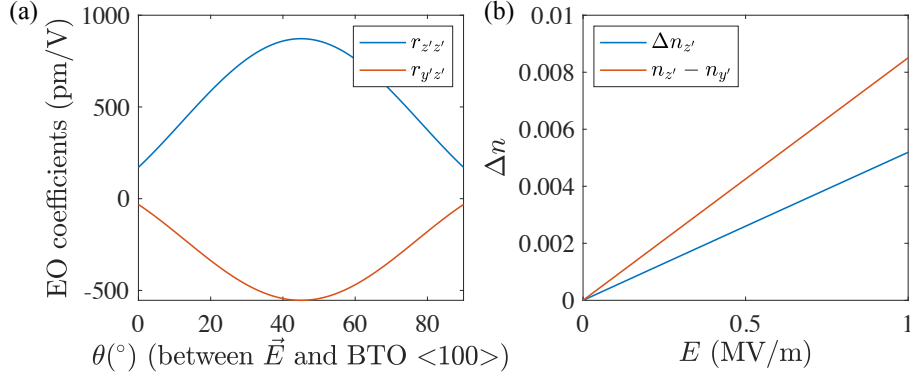 (a)
1000
500
0
-500
EO coefficients (pm/V)
r_{z'z'}
r_{y'z'}
0 20 40 60 80
θ(°) (between \vec{E} and BTO <100>)
(b)
0.01
0.008
0.006
0.004
0.002
0
Δn
Δn_{z'}
n_{z'} − n_{y'}
0 0.5 1
E (MV/m)